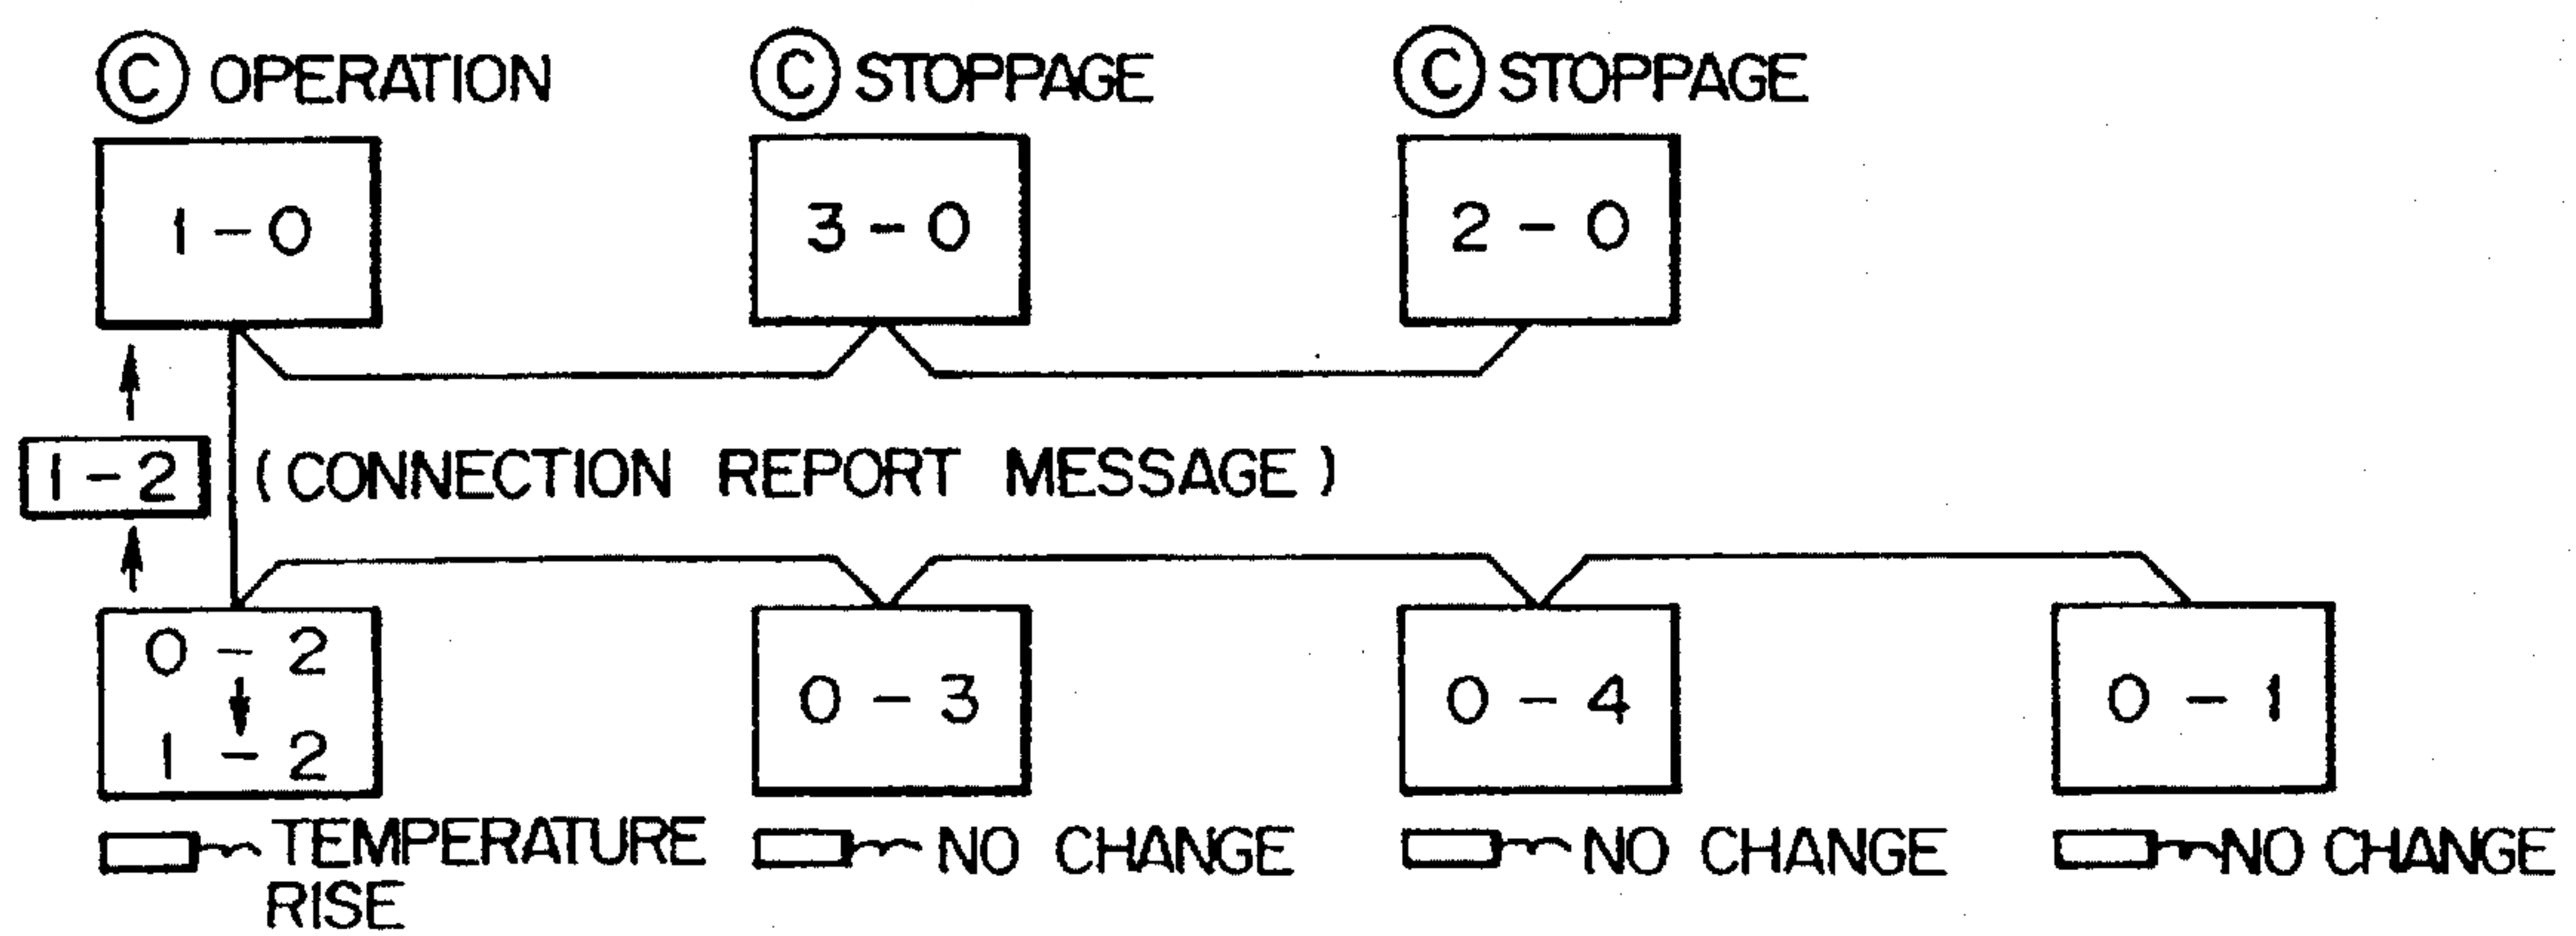 Ⓒ OPERATION Ⓒ STOPPAGE Ⓒ STOPPAGE
1-0 3-0 2-0
1-2 (CONNECTION REPORT MESSAGE)
0-2
0-3 0-4 0-1
1-2
TEMPERATURE RISE
NO CHANGE NO CHANGE NO CHANGE